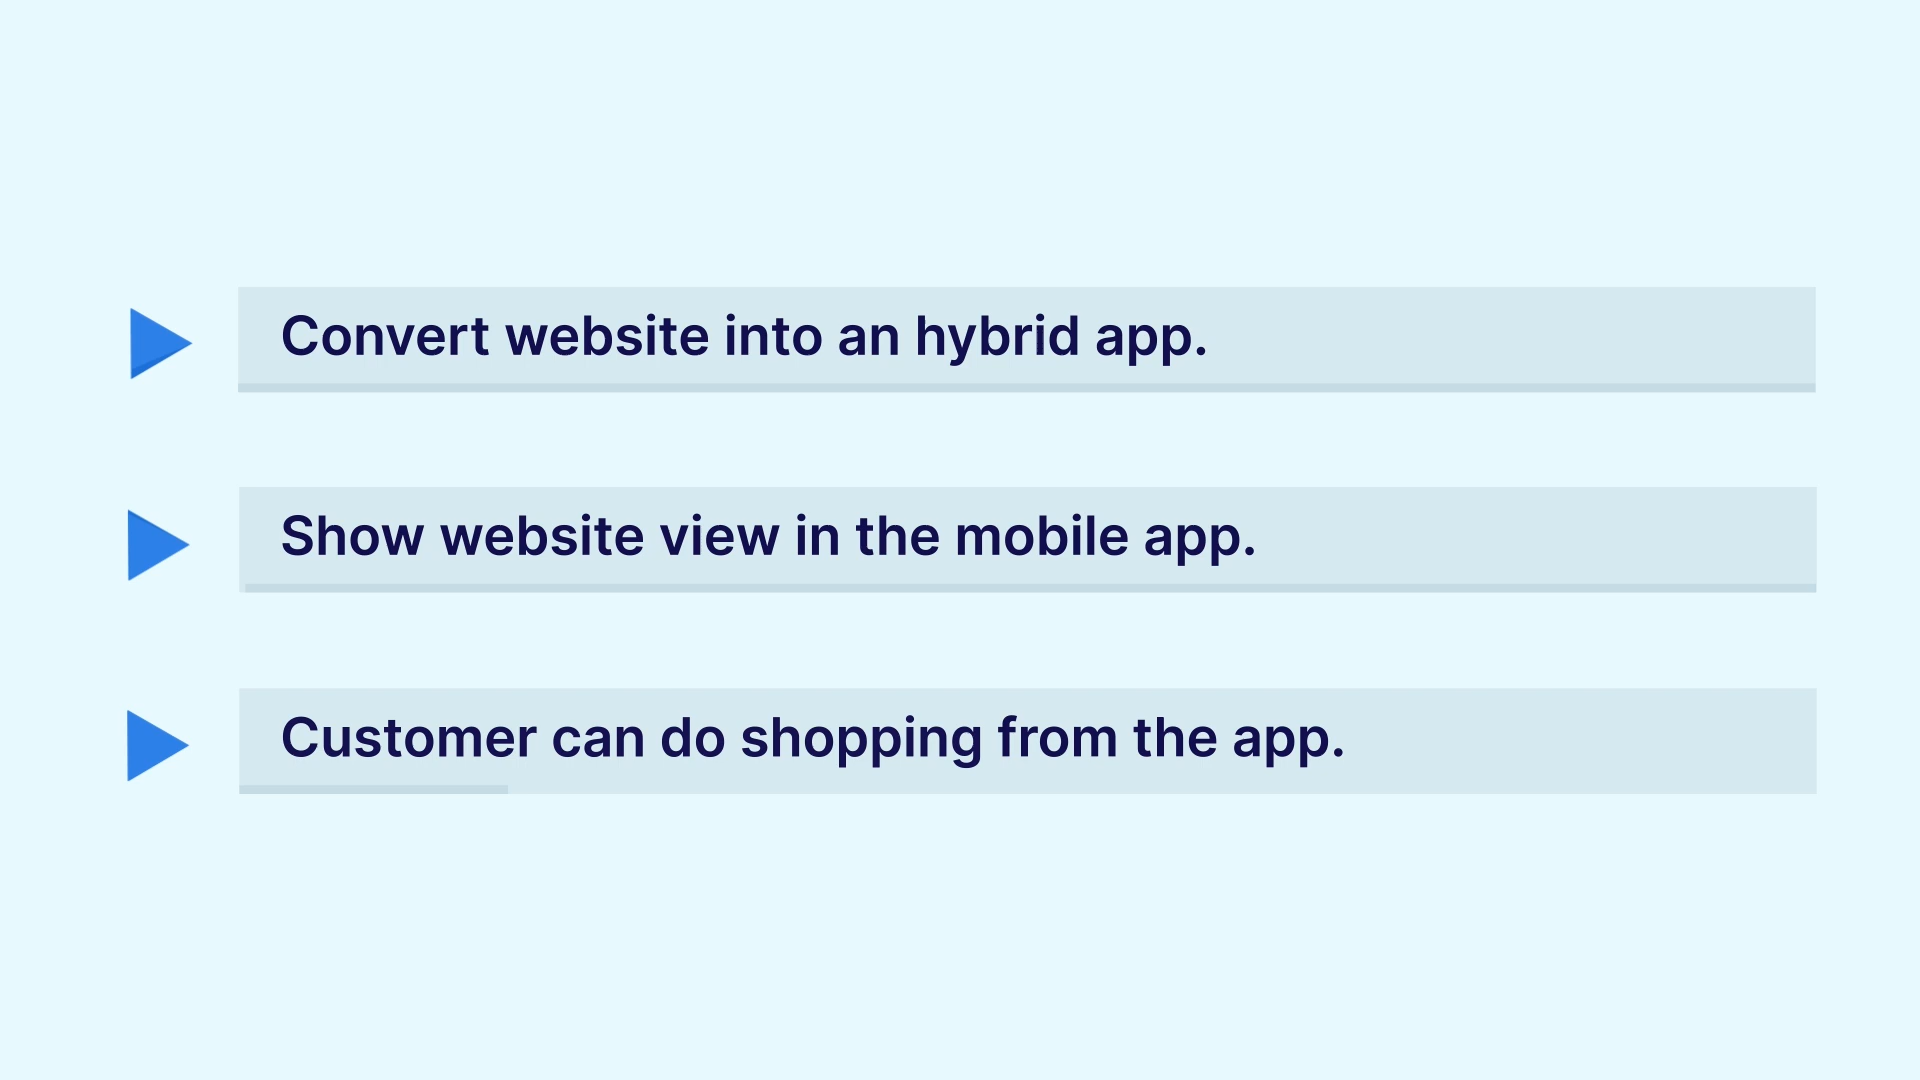 Convert website into an hybrid app.
Show website view in the mobile app.
Customer can do shopping from the app.